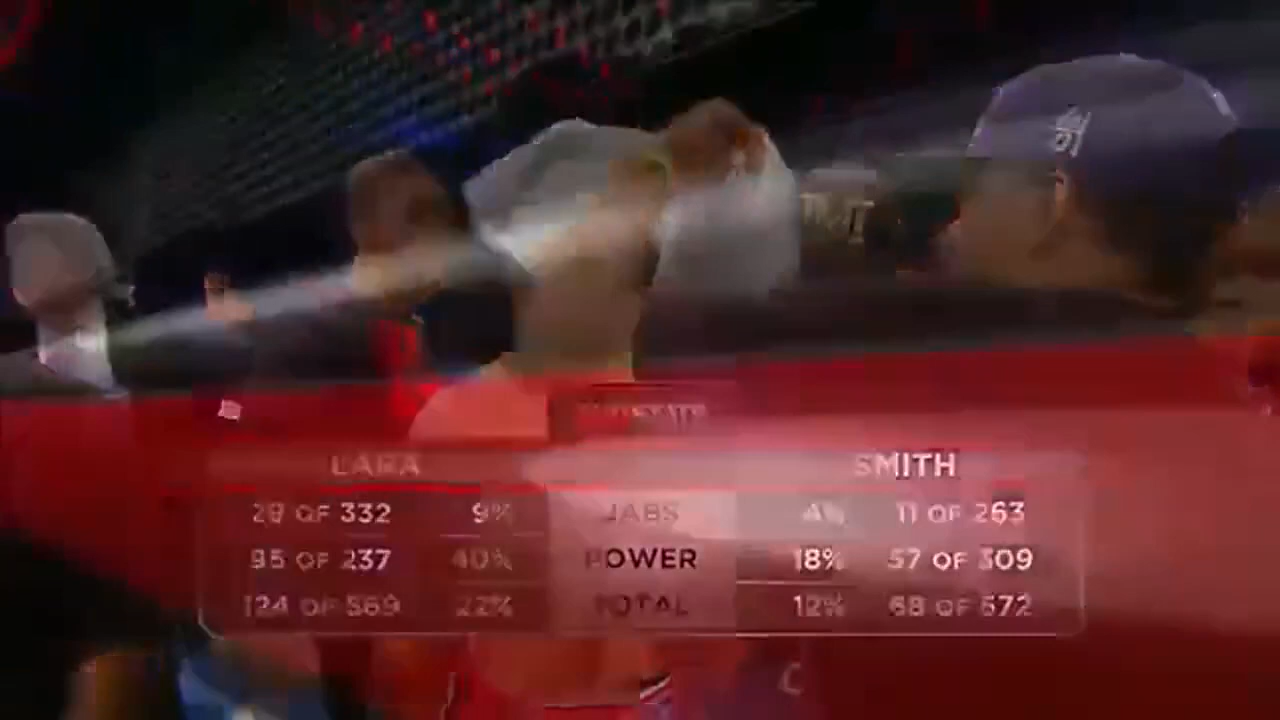 LARA SMITH
29 OF 332 9% JABS 4% 11 OF 263
95 OF 237 40% POWER 18% 57 OF 309
124 OF 569 22% TOTAL 12% 68 OF 572